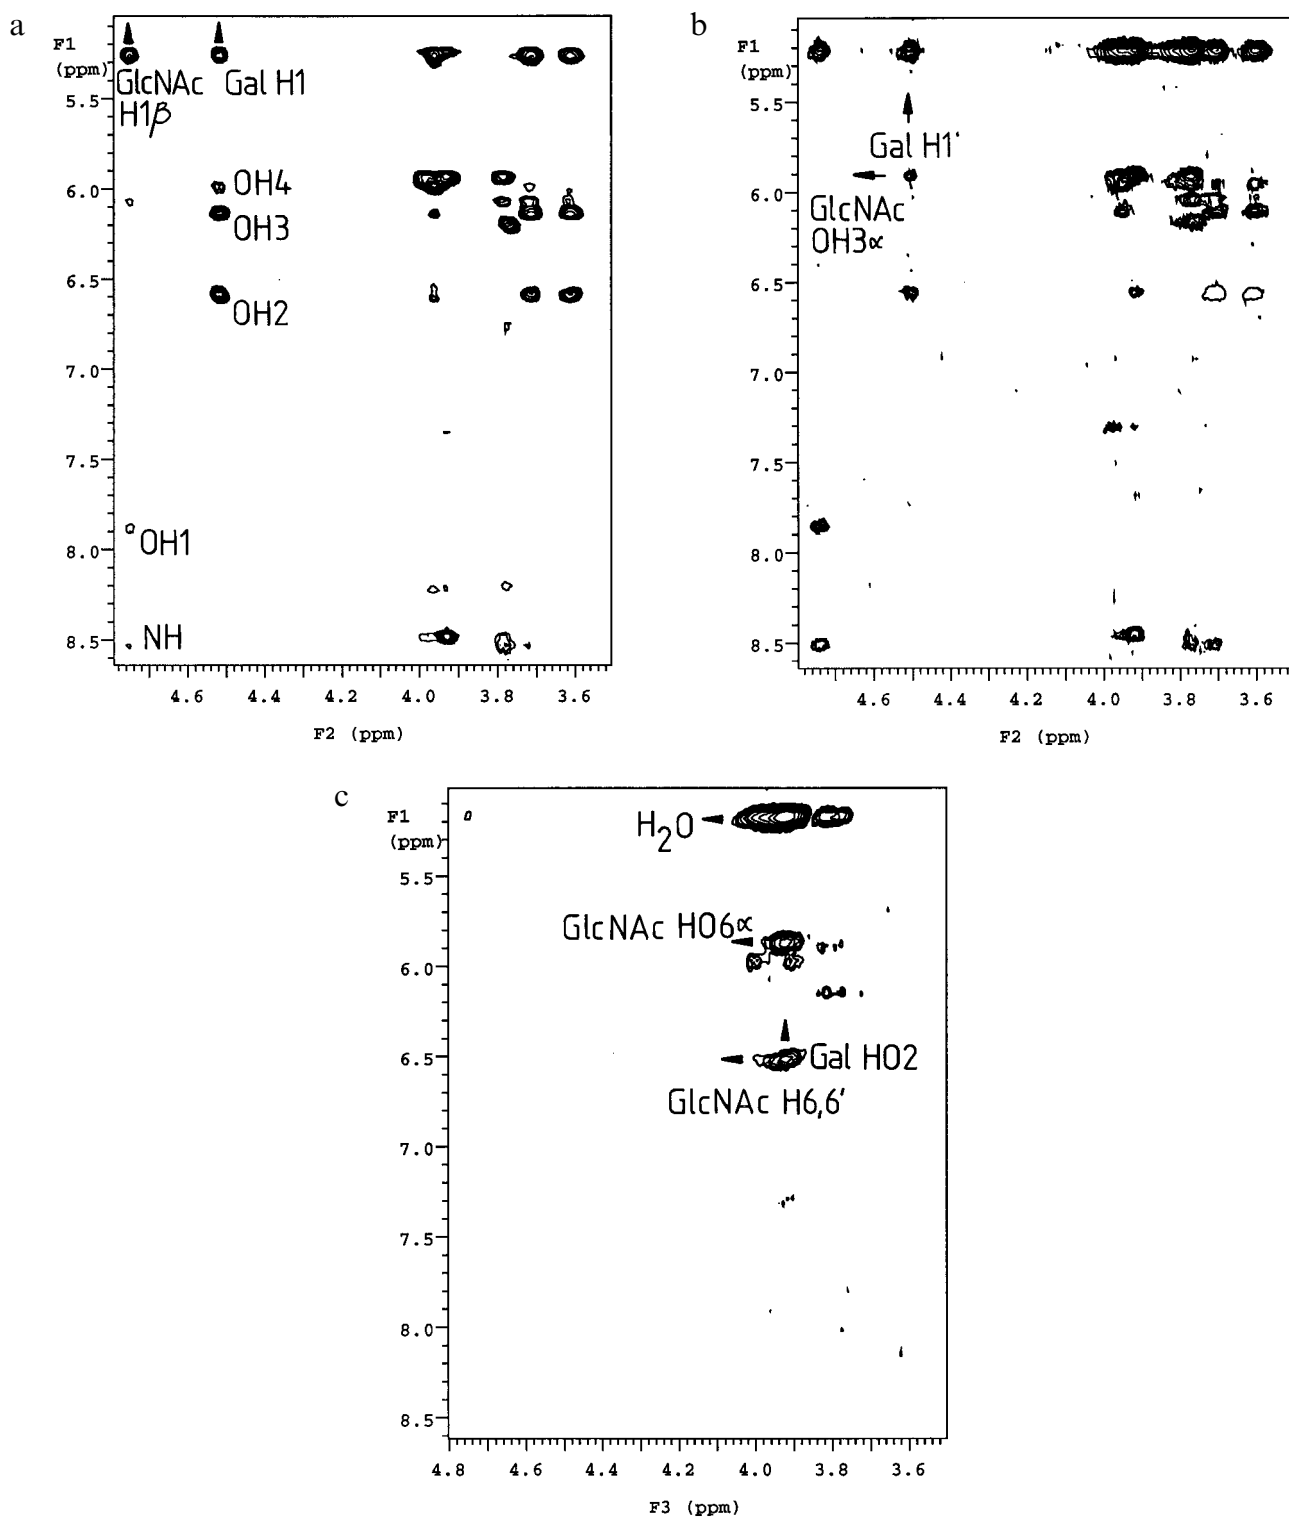 a
F1
(ppm)
GlcNAc Gal H1
H1β
5.5
OH4
6.0
OH3
6.5
OH2
7.0
7.5
OH1
8.0
NH
8.5
4.6 4.4 4.2 4.0 3.8 3.6
F2 (ppm)
b
F1
(ppm)
5.5
Gal H1'
6.0
GlcNAc
OH3α
6.5
7.0
7.5
8.0
8.5
4.6 4.4 4.2 4.0 3.8 3.6
F2 (ppm)
c
F1
(ppm)
H2O
5.5
GlcNAc HO6α
6.0
6.5
Gal HO2
GlcNAc H6,6'
7.0
7.5
8.0
8.5
4.8 4.6 4.4 4.2 4.0 3.8 3.6
F3 (ppm)